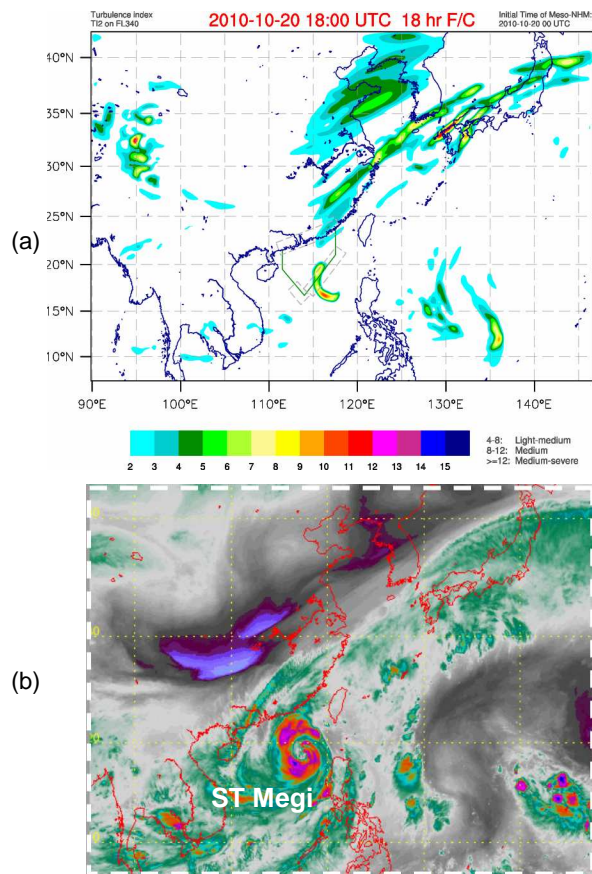 Turbulence index
TI2 on FL340
2010-10-20 18:00 UTC 18 hr F/C
Initial Time of Meso-NHM:
2010-10-20 00 UTC
40°N
35°N
30°N
25°N
(a)
20°N
15°N
10°N
90°E 100°E 110°E 120°E 130°E 140°E
4-8: Light-medium
8-12: Medium
>=12: Medium-severe
2 3 4 5 6 7 8 9 10 11 12 13 14 15
(b)
ST Megi